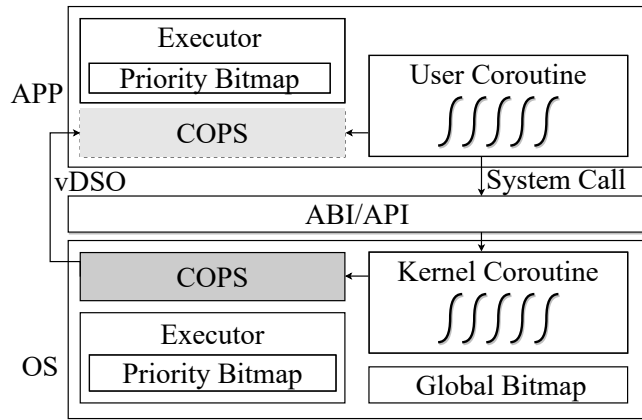 Executor
Priority Bitmap
User Coroutine
APP
COPS
vDSO
System Call
ABI/API
COPS
Kernel Coroutine
Executor
OS
Priority Bitmap
Global Bitmap